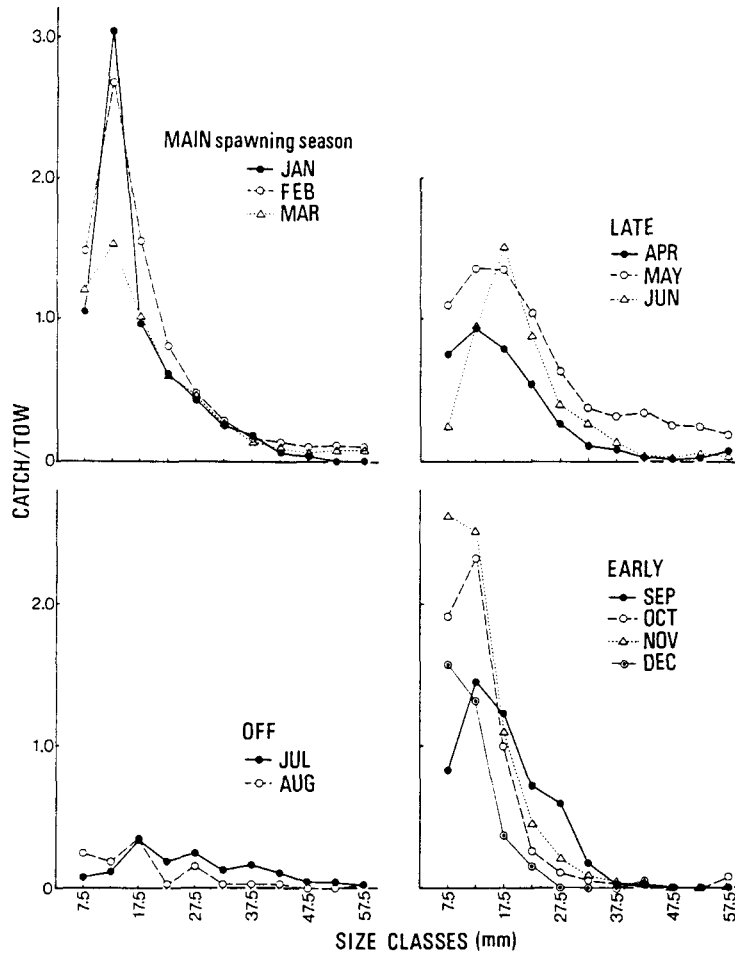 3.0
2.0
1.0
0
CATCH/TOW
MAIN spawning season
JAN
FEB
MAR
LATE
APR
MAY
JUN
2.0
1.0
0
OFF
JUL
AUG
EARLY
SEP
OCT
NOV
DEC
7.5
17.5
27.5
37.5
47.5
57.5
7.5
17.5
27.5
37.5
47.5
57.5
SIZE CLASSES (mm)